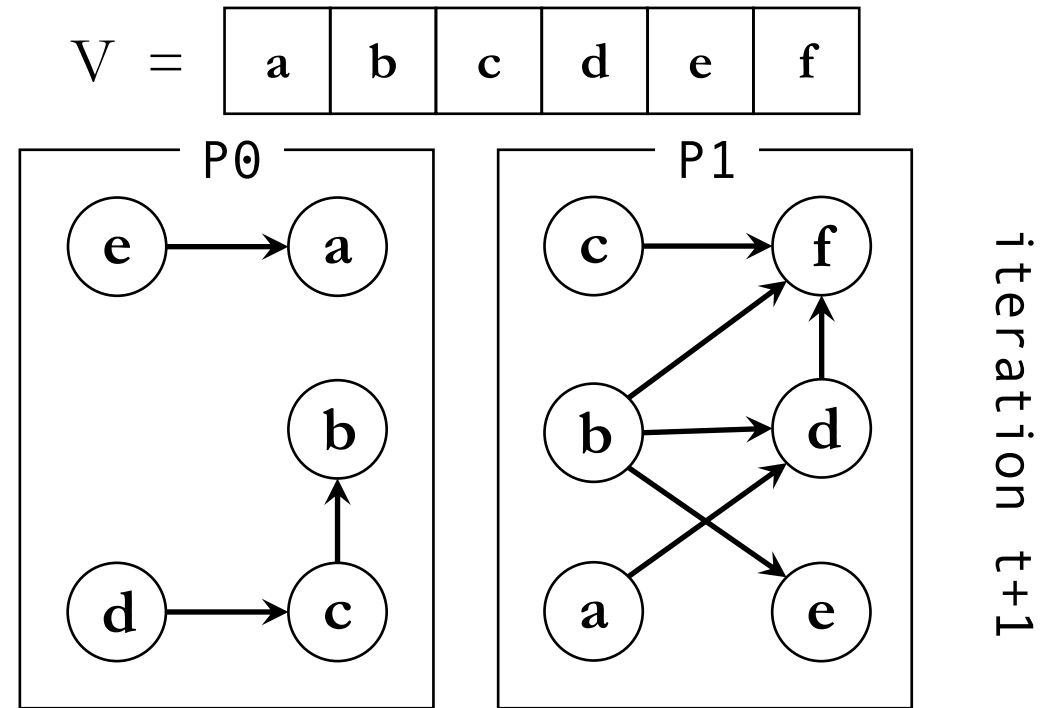 V = a b c d e f
P0
e a
b
d c
P1
c f
b d
a e
iteration t+1